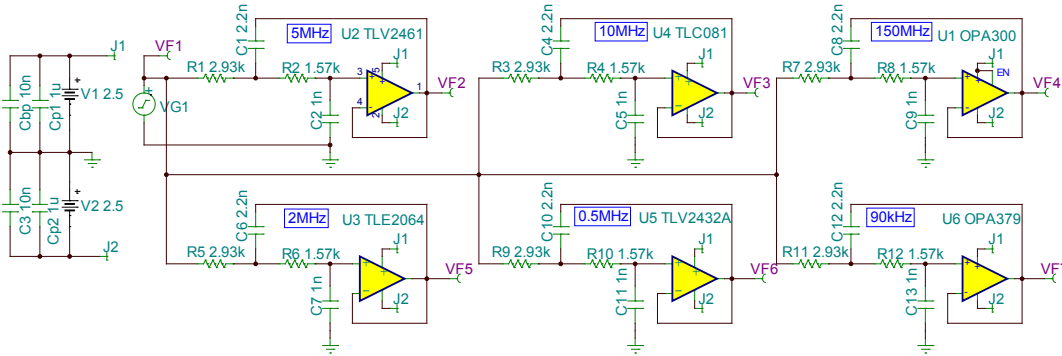 J1
Cbp 10n
Cp1 1u
V1 2.5
+
C3 10n
Cp2 1u
V2 2.5
+
J2
VF1
VG1
+
R1 2.93k
C1 2.2n
5MHz
U2 TLV2461
R2 1.57k
C2 1n
3
4
5
2
1
+
-
+
J1
J2
VF2
R3 2.93k
C4 2.2n
10MHz
U4 TLC081
R4 1.57k
C5 1n
+
-
+
J1
J2
VF3
R7 2.93k
C8 2.2n
150MHz
U1 OPA300
R8 1.57k
C9 1n
+
-
+
EN
J1
J2
VF4
R5 2.93k
C6 2.2n
2MHz
U3 TLE2064
R6 1.57k
C7 1n
+
-
+
J1
J2
VF5
R9 2.93k
C10 2.2n
0.5MHz
U5 TLV2432A
R10 1.57k
C11 1n
+
-
+
J1
J2
VF6
R11 2.93k
C12 2.2n
90kHz
U6 OPA379
R12 1.57k
C13 1n
+
-
+
J1
J2